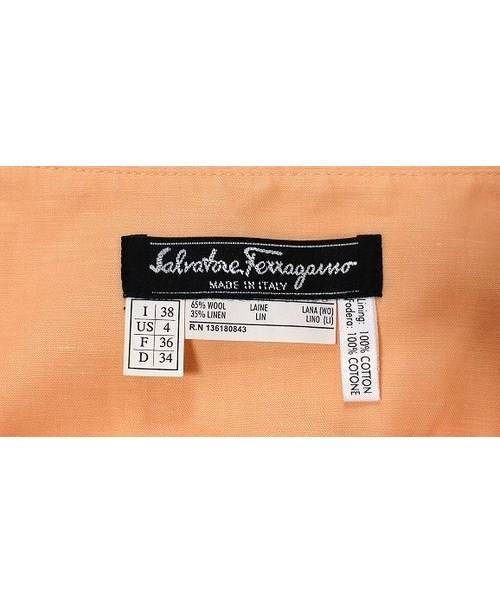 Salvatore Ferragamo
MADE IN ITALY
I 38
US 4
F 36
D 34
65% WOOL LAINE LANA (WO)
35% LINEN LIN LINO (LI)
R.N 136180843
Lining: 100% COTTON
Fodera: 100% COTONE